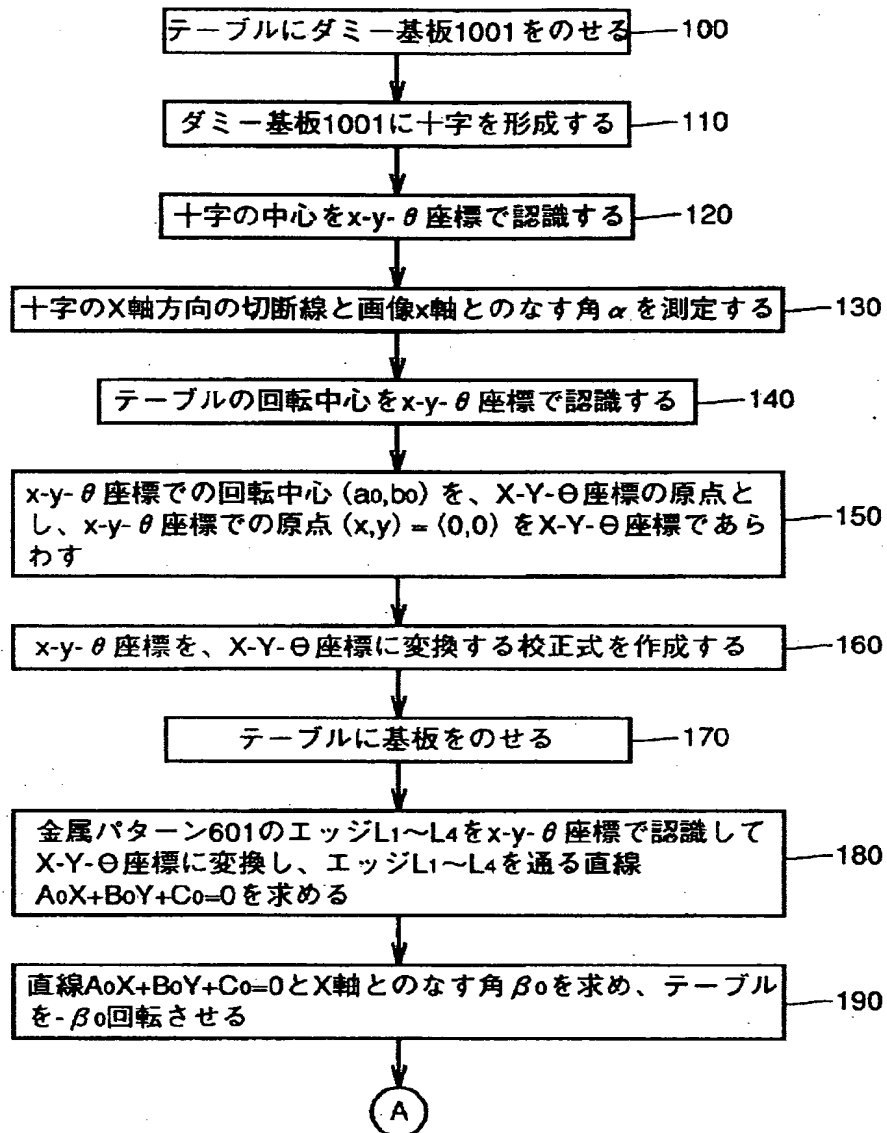 テーブルにダミー基板1001をのせる
100
ダミー基板1001に十字を形成する
110
十字の中心をx-y-θ座標で認識する
120
十字のX軸方向の切断線と画像x軸とのなす角αを測定する
130
テーブルの回転中心をx-y-θ座標で認識する
140
x-y-θ座標での回転中心(a0,b0)を、X-Y-Θ座標の原点と
し、x-y-θ座標での原点(x,y)=(0,0)をX-Y-Θ座標であら
わす
150
x-y-θ座標を、X-Y-Θ座標に変換する校正式を作成する
160
テーブルに基板をのせる
170
金属パターン601のエッジL1〜L4をx-y-θ座標で認識して
X-Y-Θ座標に変換し、エッジL1〜L4を通る直線
A0X+B0Y+C0=0を求める
180
直線A0X+B0Y+C0=0とX軸とのなす角β0を求め、テーブル
を-β0回転させる
190
A